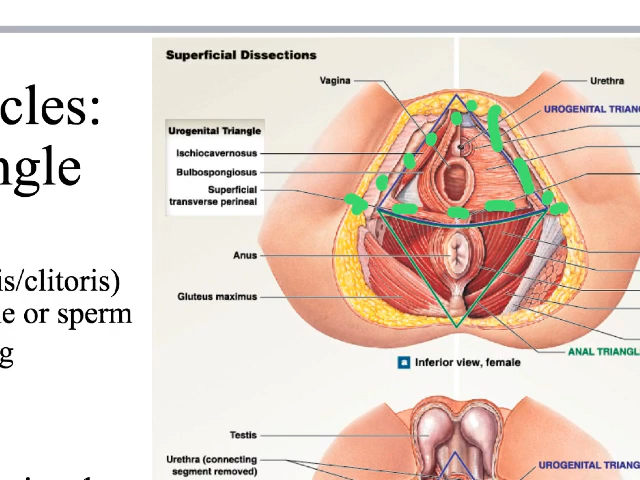 cles:
ngle
is/clitoris)
e or sperm
g
Superficial Dissections
Vagina
Urethra
UROGENITAL TRIANG
Urogenital Triangle
Ischiocavernosus
Bulbospongiosus
Superficial
transverse perineal
Anus
Gluteus maximus
ANAL TRIANGLE
a Inferior view, female
Testis
Urethra (connecting
segment removed)
UROGENITAL TRIANG